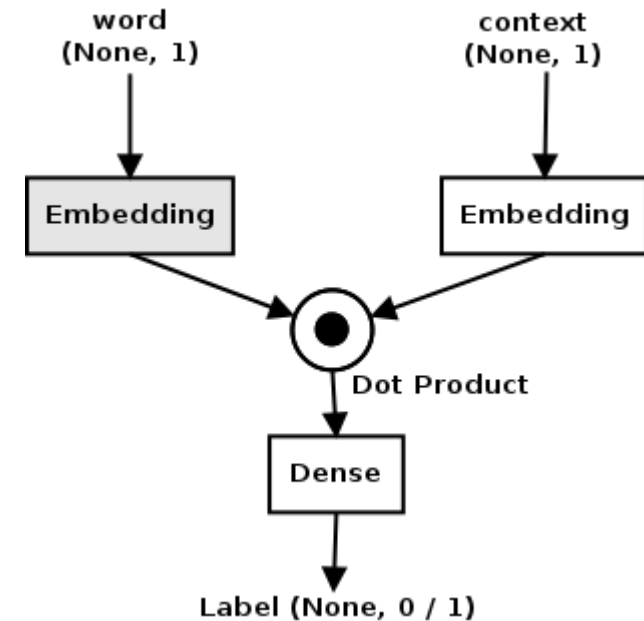 word
(None, 1)
context
(None, 1)
Embedding
Embedding
Dot Product
Dense
Label (None, 0 / 1)